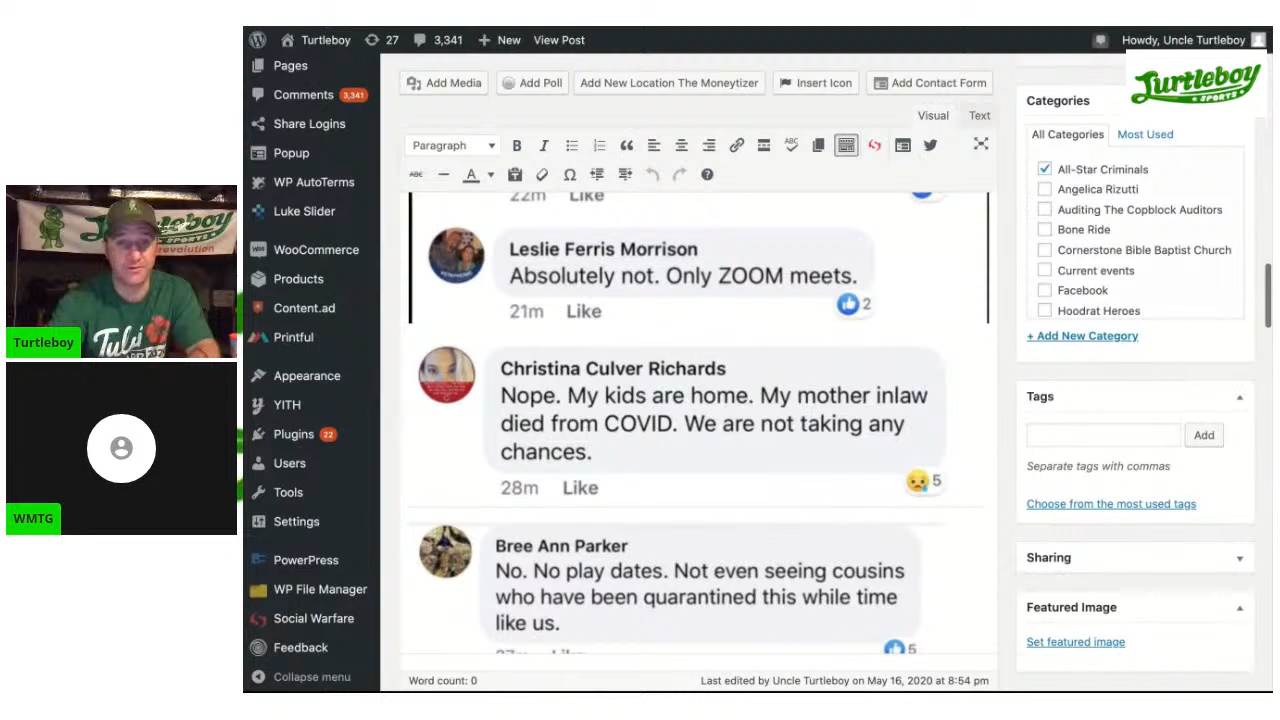 Turtleboy
27
3,341
New
View Post
Howdy, Uncle Turtleboy
Pages
Comments 3,341
Share Logins
Popup
WP AutoTerms
Luke Slider
WooCommerce
Products
Content.ad
Printful
Appearance
YITH
Plugins 22
Users
Tools
Settings
PowerPress
WP File Manager
Social Warfare
Feedback
Collapse menu
Turtleboy
SPORTS
revolution
Turtleboy
WMTG
Add Media
Add Poll
Add New Location The Moneytizer
Insert Icon
Add Contact Form
Visual
Text
Paragraph
22m Like
Leslie Ferris Morrison
Absolutely not. Only ZOOM meets.
2
21m Like
Christina Culver Richards
Nope. My kids are home. My mother inlaw
died from COVID. We are not taking any
chances.
28m Like
5
Bree Ann Parker
No. No play dates. Not even seeing cousins
who have been quarantined this while time
like us.
5
Word count: 0
Last edited by Uncle Turtleboy on May 16, 2020 at 8:54 pm
Turtleboy
SPORTS
Categories
All Categories
Most Used
All-Star Criminals
Angelica Rizutti
Auditing The Copblock Auditors
Bone Ride
Cornerstone Bible Baptist Church
Current events
Facebook
Hoodrat Heroes
+ Add New Category
Tags
Add
Separate tags with commas
Choose from the most used tags
Sharing
Featured Image
Set featured image